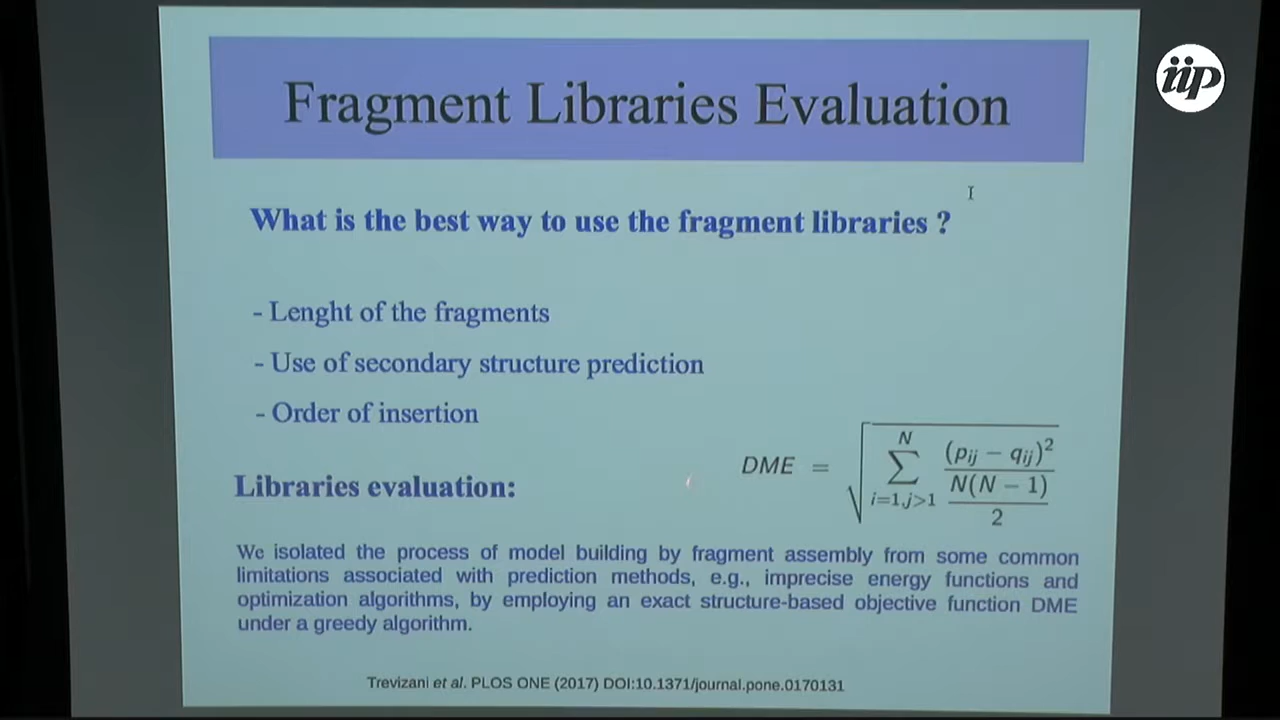 Fragment Libraries Evaluation
iip
What is the best way to use the fragment libraries ?
- Lenght of the fragments
- Use of secondary structure prediction
- Order of insertion
DME = √ N ∑ i=1,j>1 (pij − qij)² / N(N − 1) / 2
Libraries evaluation:
We isolated the process of model building by fragment assembly from some common
limitations associated with prediction methods, e.g., imprecise energy functions and
optimization algorithms, by employing an exact structure-based objective function DME
under a greedy algorithm.
Trevizani et al. PLOS ONE (2017) DOI:10.1371/journal.pone.0170131